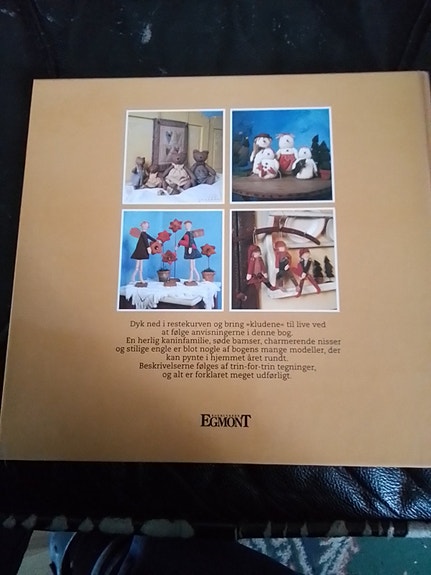 Dyk ned i restekurven og bring »kludene« til live ved
at følge anvisningerne i denne bog.
En herlig kaninfamilie, søde bamser, charmerende nisser
og stilige engle er blot nogle af bogens mange modeller, der
kan pynte i hjemmet året rundt.
Beskrivelserne følges af trin-for-trin tegninger,
og alt er forklaret meget udførligt.
EGMONT